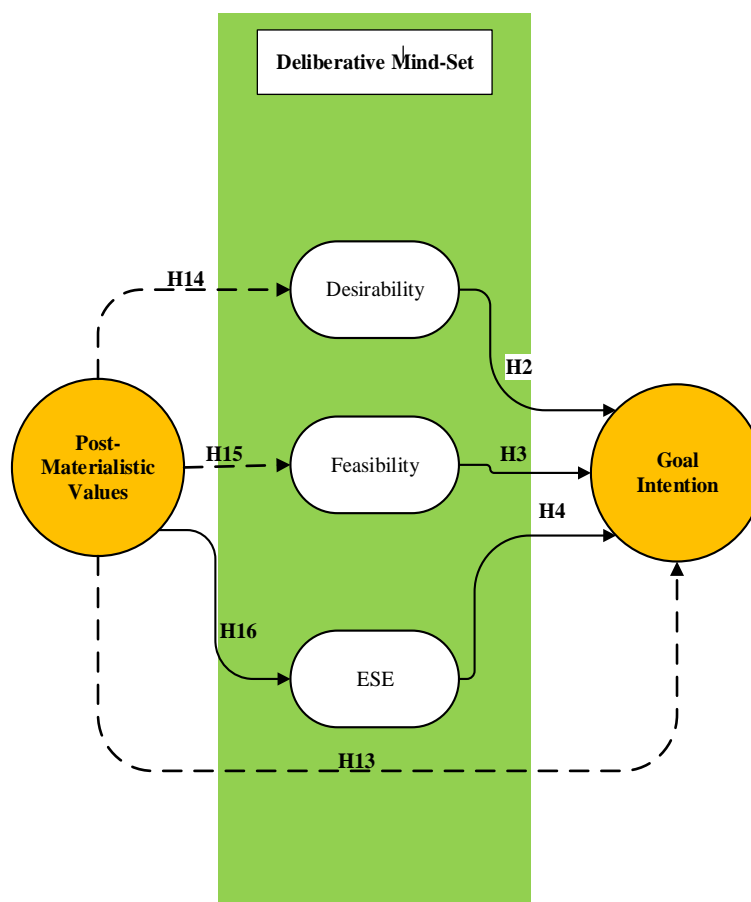 Deliberative Mind-Set
H14
Desirability
H2
Post-
Materialistic
Values
H15
Feasibility
H3
Goal
Intention
H4
H16
ESE
H13